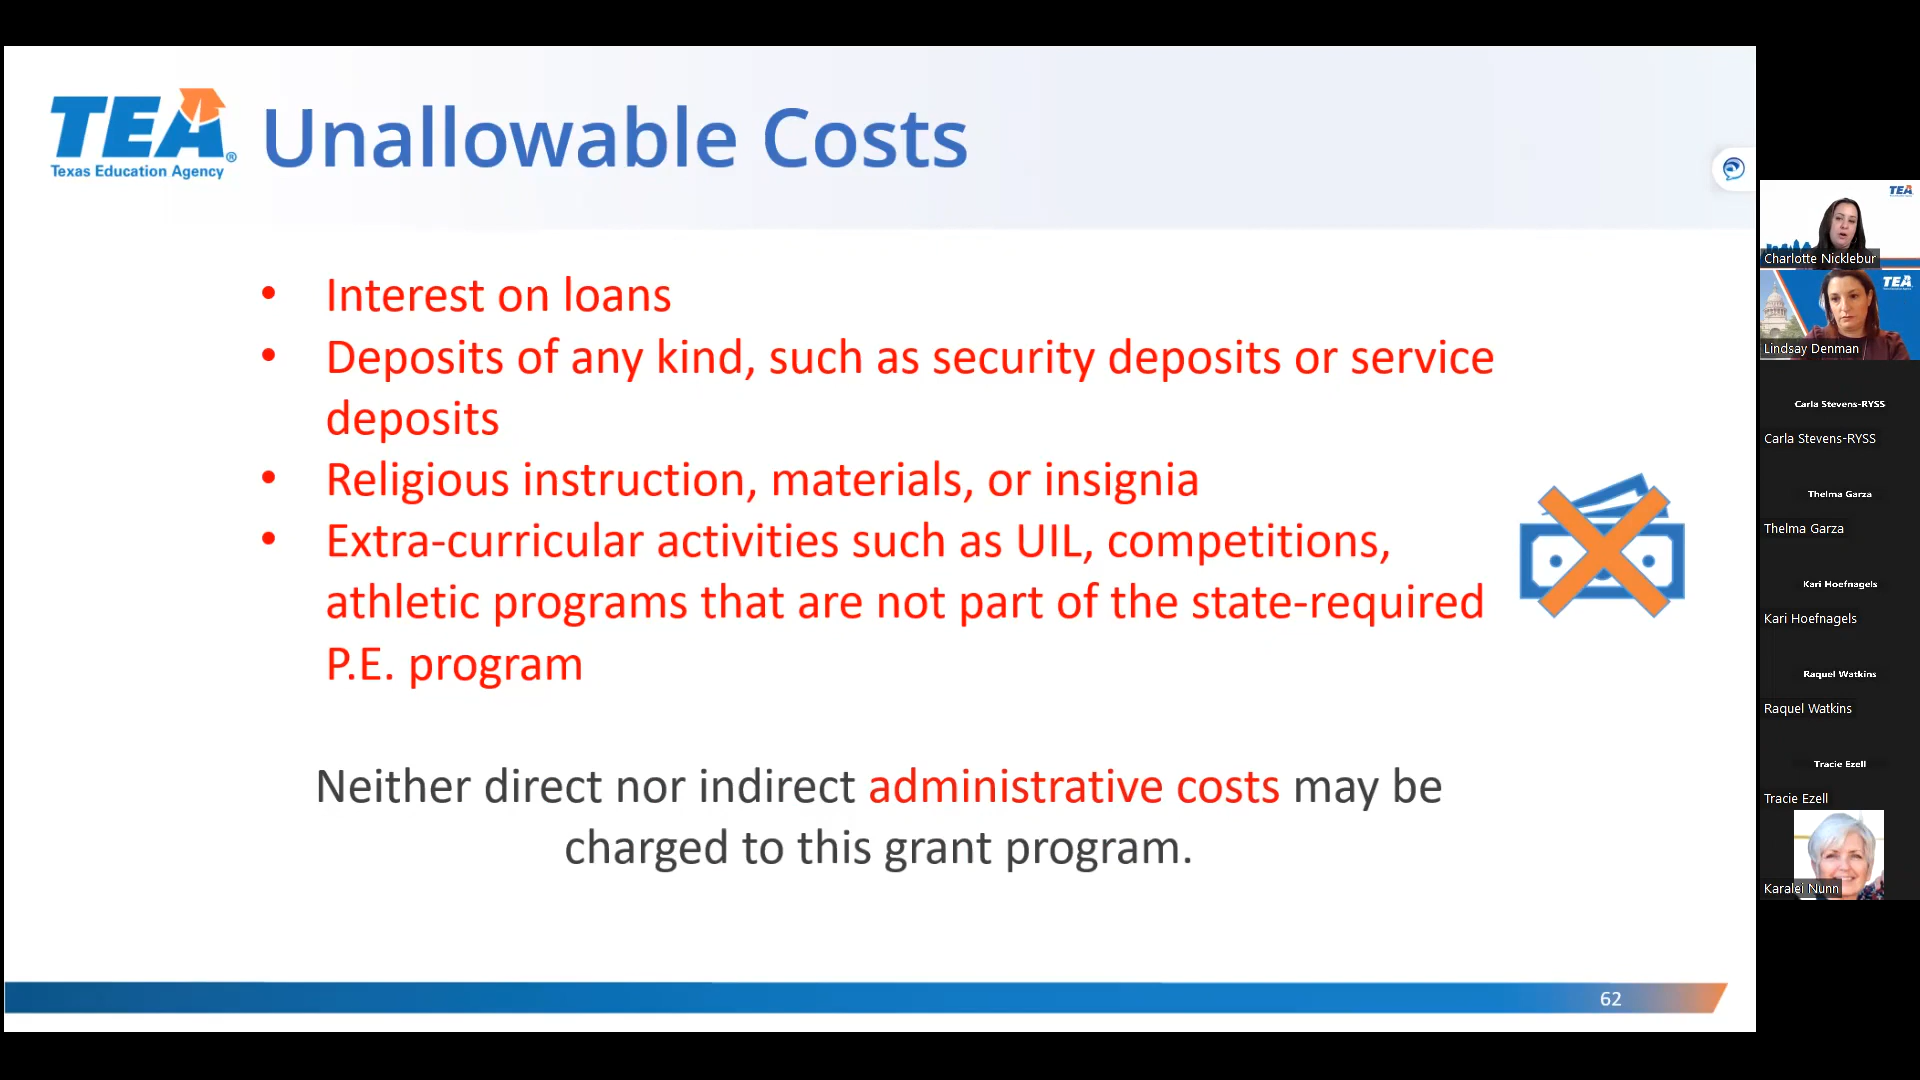 TEA
Texas Education Agency
Unallowable Costs
• Interest on loans
• Deposits of any kind, such as security deposits or service
deposits
• Religious instruction, materials, or insignia
• Extra-curricular activities such as UIL, competitions,
athletic programs that are not part of the state-required
P.E. program
Neither direct nor indirect administrative costs may be
charged to this grant program.
62
TEA
Charlotte Nicklebur
TEA
Lindsay Denman
Carla Stevens-RYSS
Carla Stevens-RYSS
Thelma Garza
Thelma Garza
Kari Hoefnagels
Kari Hoefnagels
Raquel Watkins
Raquel Watkins
Tracie Ezell
Tracie Ezell
Karalei Nunn